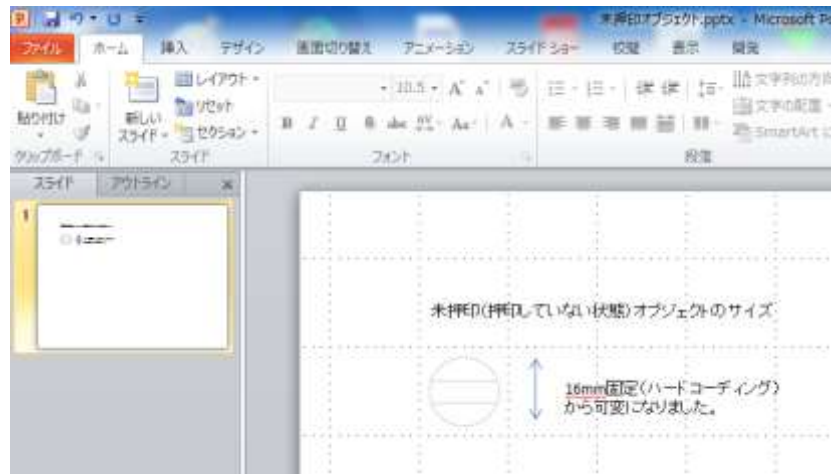 未押印オブジェクト.pptx - Microsoft Po
ファイル ホーム 挿入 デザイン 画面切り替え アニメーション スライド ショー 校閲 表示 開発
貼り付け
新しい
スライド
レイアウト
リセット
セクション
10.5
文字列の方向
文字の配置
SmartArt に
クリップボード スライド フォント 段落
スライド アウトライン
1
未押印(押印していない状態)オブジェクトのサイズ
16mm固定(ハードコーディング)
から可変になりました。